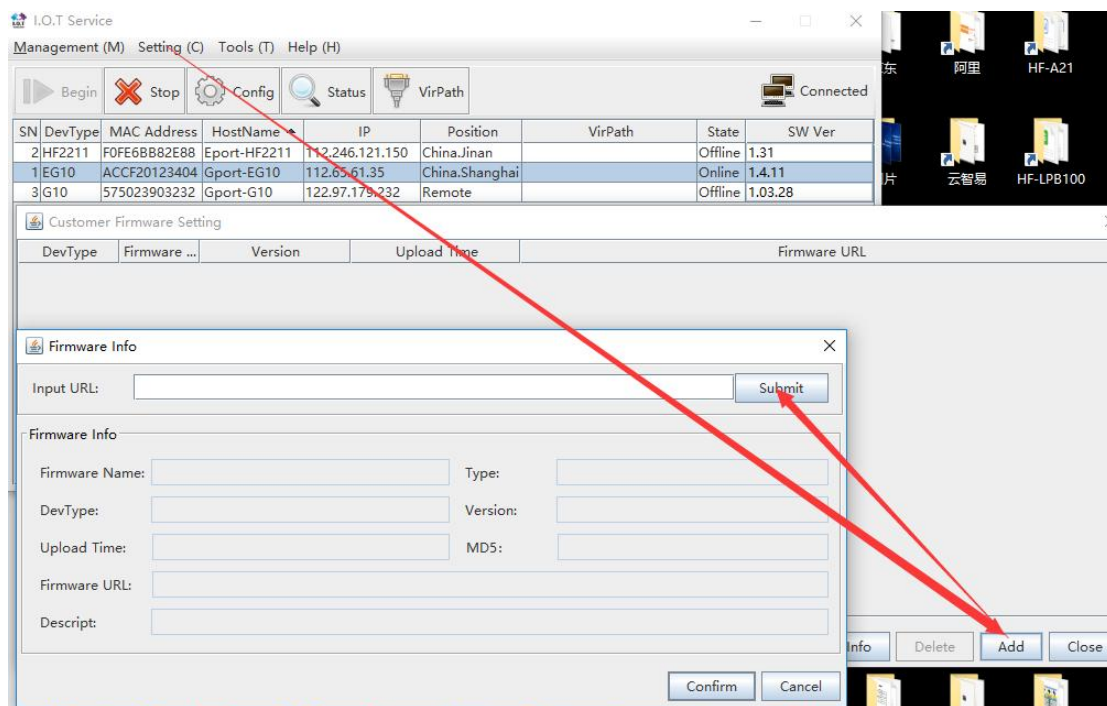 I.O.T Service
Management (M) Setting (C) Tools (T) Help (H)
Begin Stop Config Status VirPath Connected
SN DevType MAC Address HostName IP Position VirPath State SW Ver
2 HF2211 F0FE6BB82E88 Eport-HF2211 112.246.121.150 China.Jinan Offline 1.31
1 EG10 ACCF20123404 Gport-EG10 112.65.61.35 China.Shanghai Online 1.4.11
3 G10 575023903232 Gport-G10 122.97.179.232 Remote Offline 1.03.28
东 阿里 HF-A21
片 云智易 HF-LPB100
Customer Firmware Setting
DevType Firmware ... Version Upload Time Firmware URL
Firmware Info
Input URL: Submit
Firmware Info
Firmware Name: Type:
DevType: Version:
Upload Time: MD5:
Firmware URL:
Descript:
Info Delete Add Close
Confirm Cancel